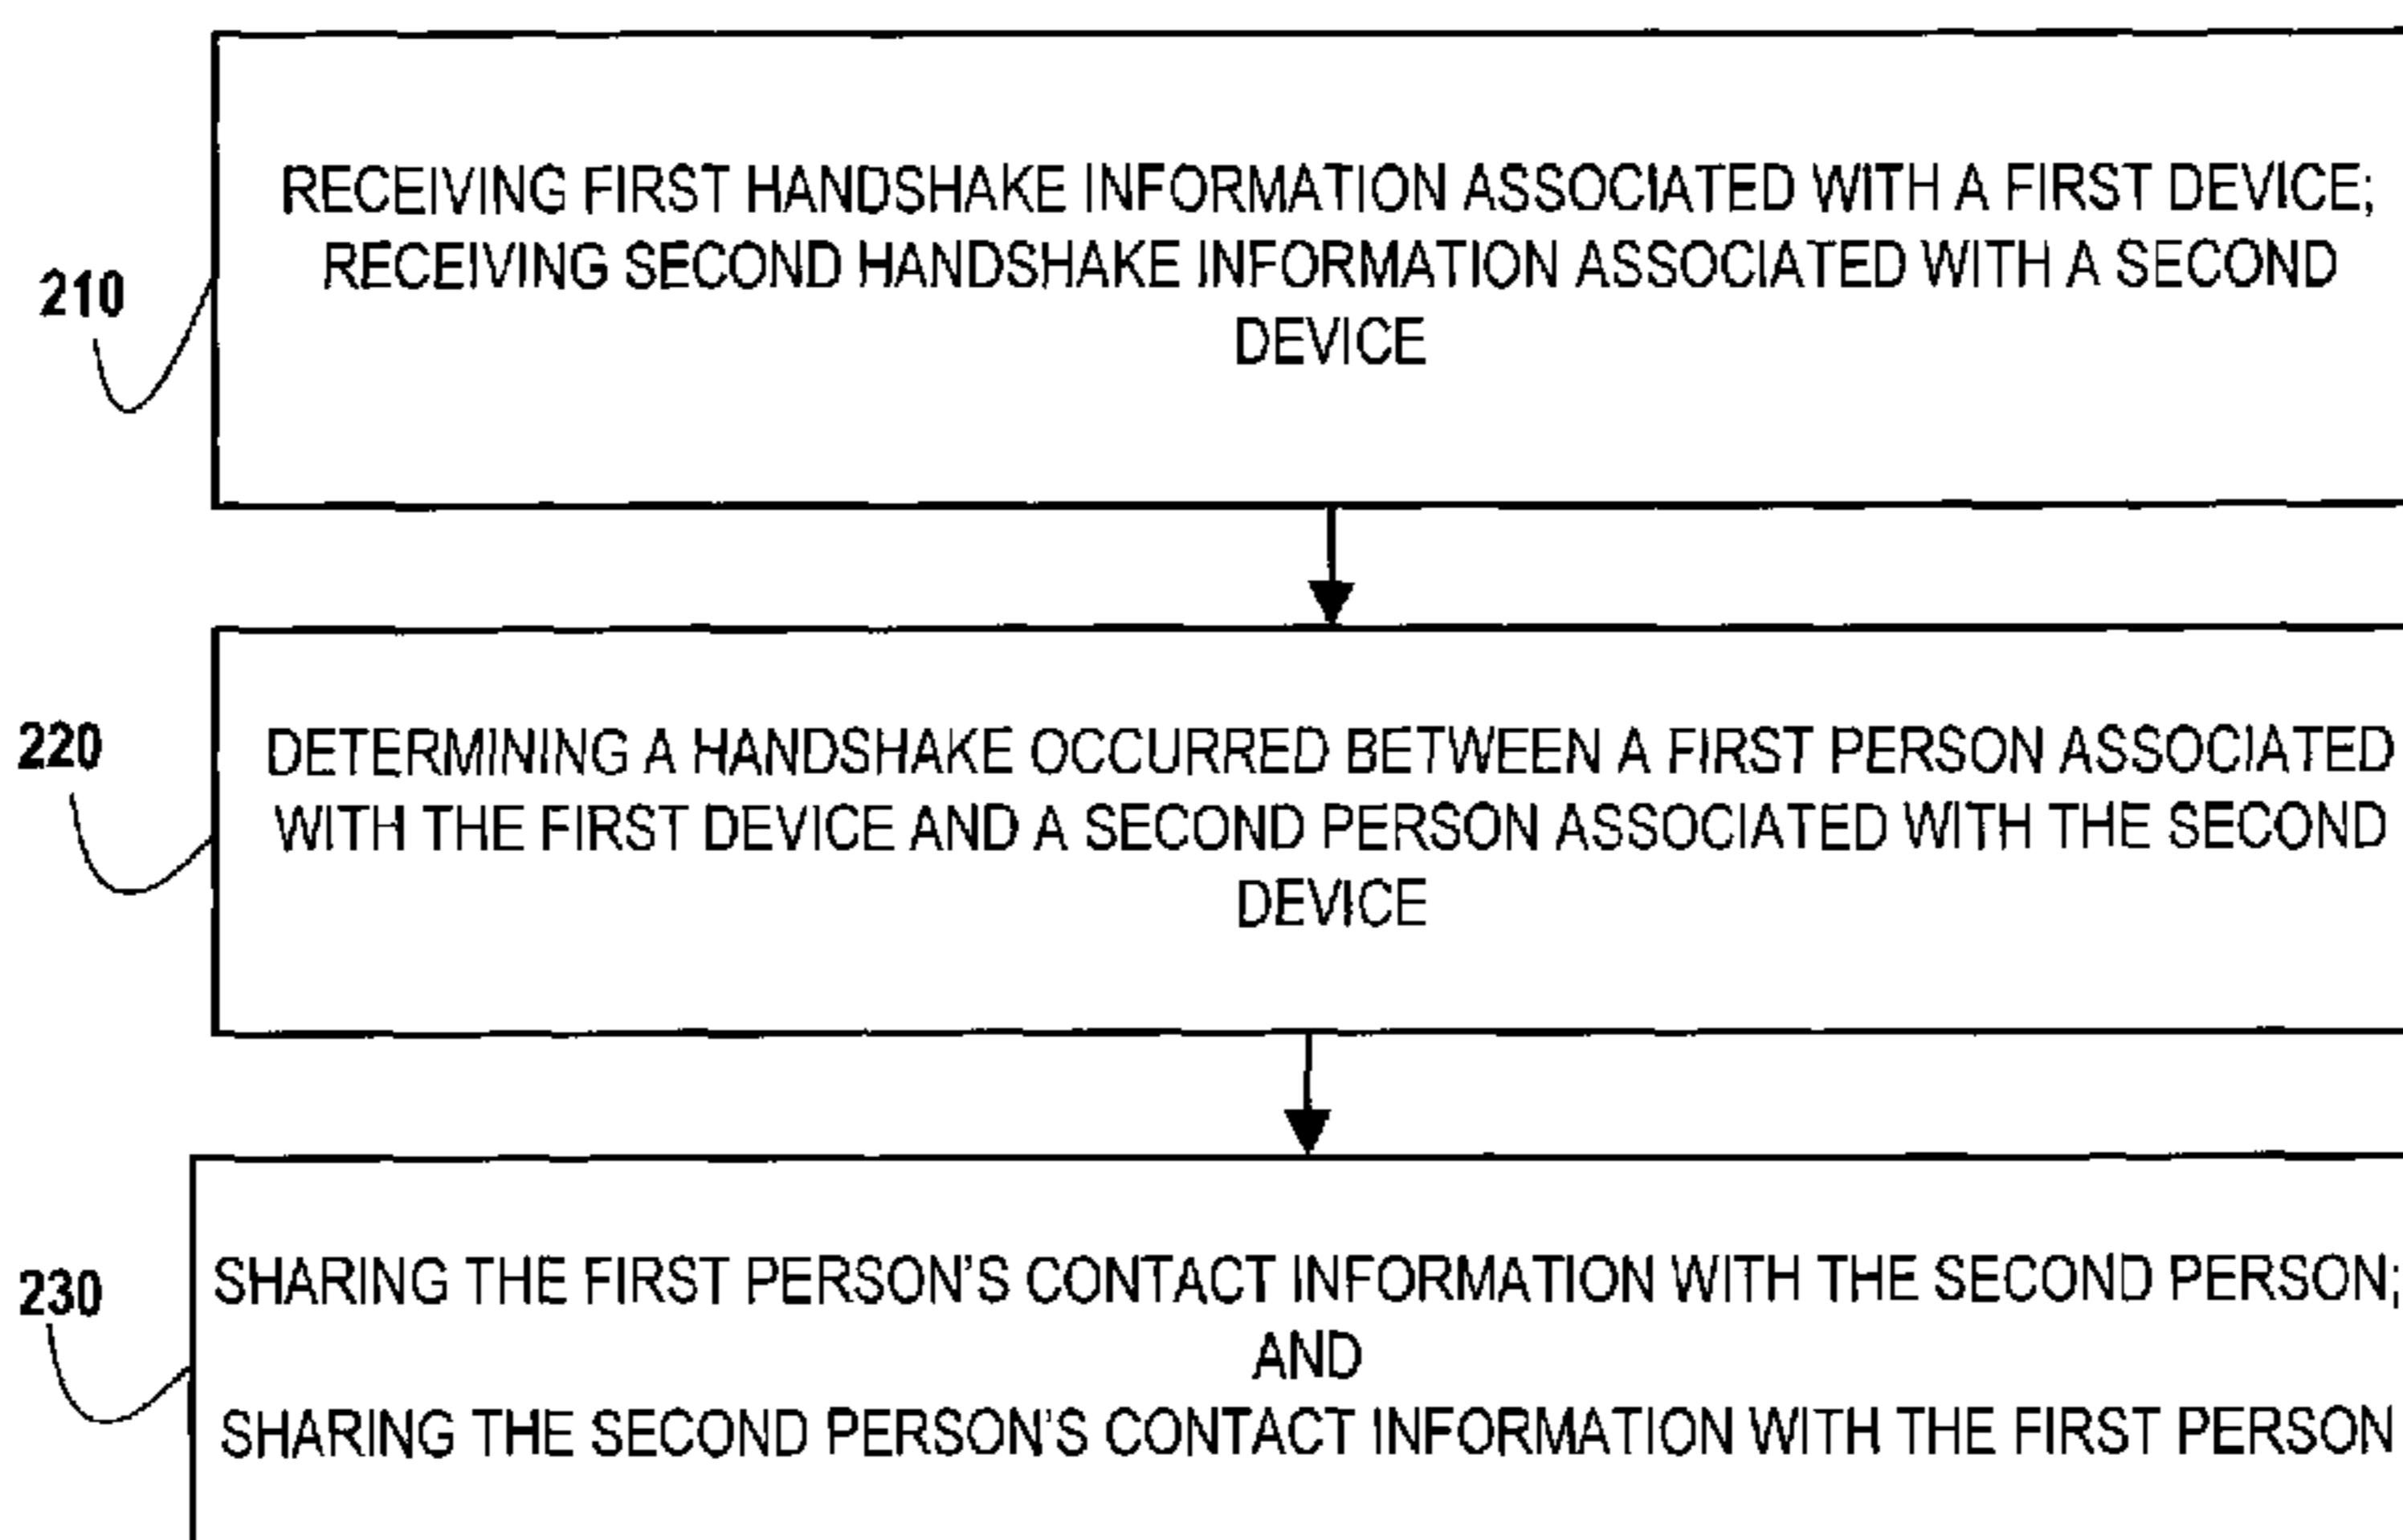 RECEIVING FIRST HANDSHAKE INFORMATION ASSOCIATED WITH A FIRST DEVICE;
RECEIVING SECOND HANDSHAKE INFORMATION ASSOCIATED WITH A SECOND
DEVICE
210
DETERMINING A HANDSHAKE OCCURRED BETWEEN A FIRST PERSON ASSOCIATED
WITH THE FIRST DEVICE AND A SECOND PERSON ASSOCIATED WITH THE SECOND
DEVICE
220
SHARING THE FIRST PERSON'S CONTACT INFORMATION WITH THE SECOND PERSON;
AND
SHARING THE SECOND PERSON'S CONTACT INFORMATION WITH THE FIRST PERSON
230